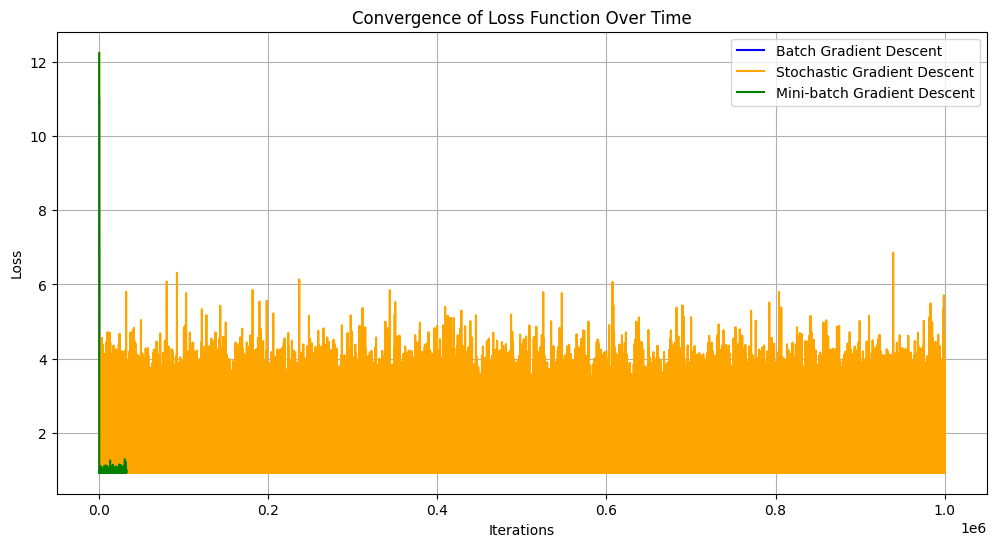 Convergence of Loss Function Over Time
Batch Gradient Descent
Stochastic Gradient Descent
Mini-batch Gradient Descent
12
10
8
6
4
2
Loss
0.0
0.2
0.4
0.6
0.8
1.0
1e6
Iterations